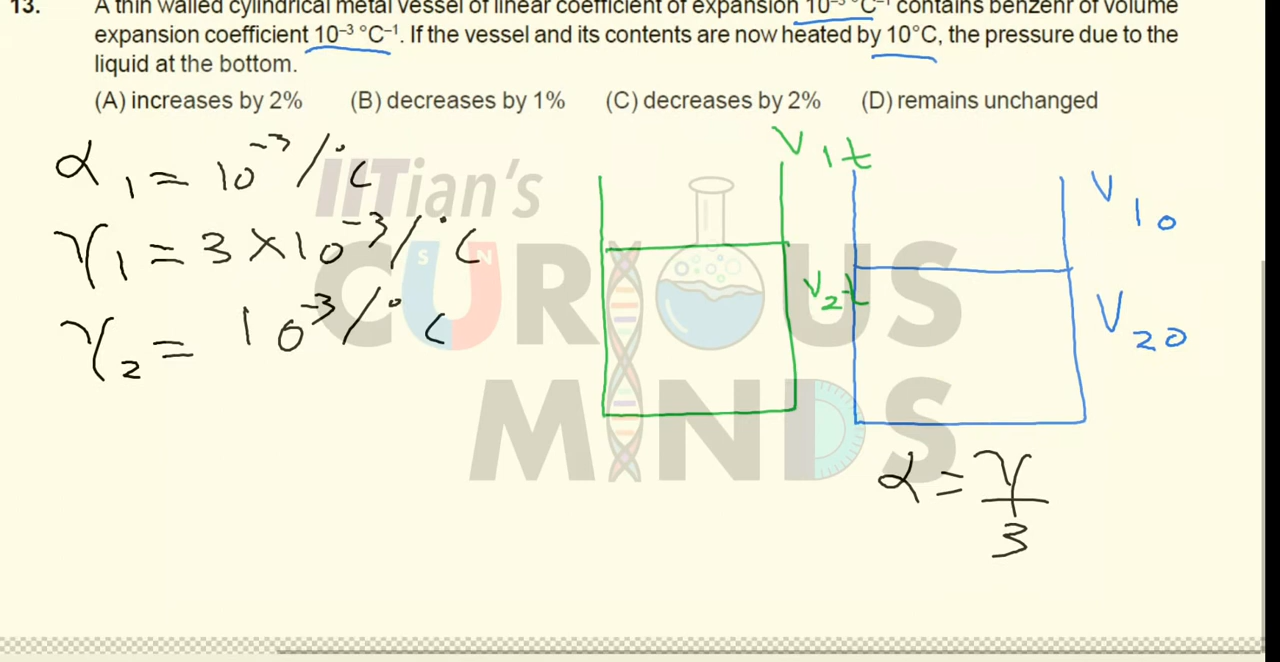 13. A thin walled cylindrical metal vessel of linear coefficient of expansion 10⁻³ °C⁻¹ contains benzenr of volume
expansion coefficient 10⁻³ °C⁻¹. If the vessel and its contents are now heated by 10°C, the pressure due to the
liquid at the bottom.
(A) increases by 2% (B) decreases by 1% (C) decreases by 2% (D) remains unchanged
α₁ = 10⁻³/°C
γ₁ = 3×10⁻³/°C
γ₂ = 10⁻³/°C
V₁t
V₂t
V₁₀
V₂₀
α = γ/3
IITian's
CURIOUS
S N
MINDS